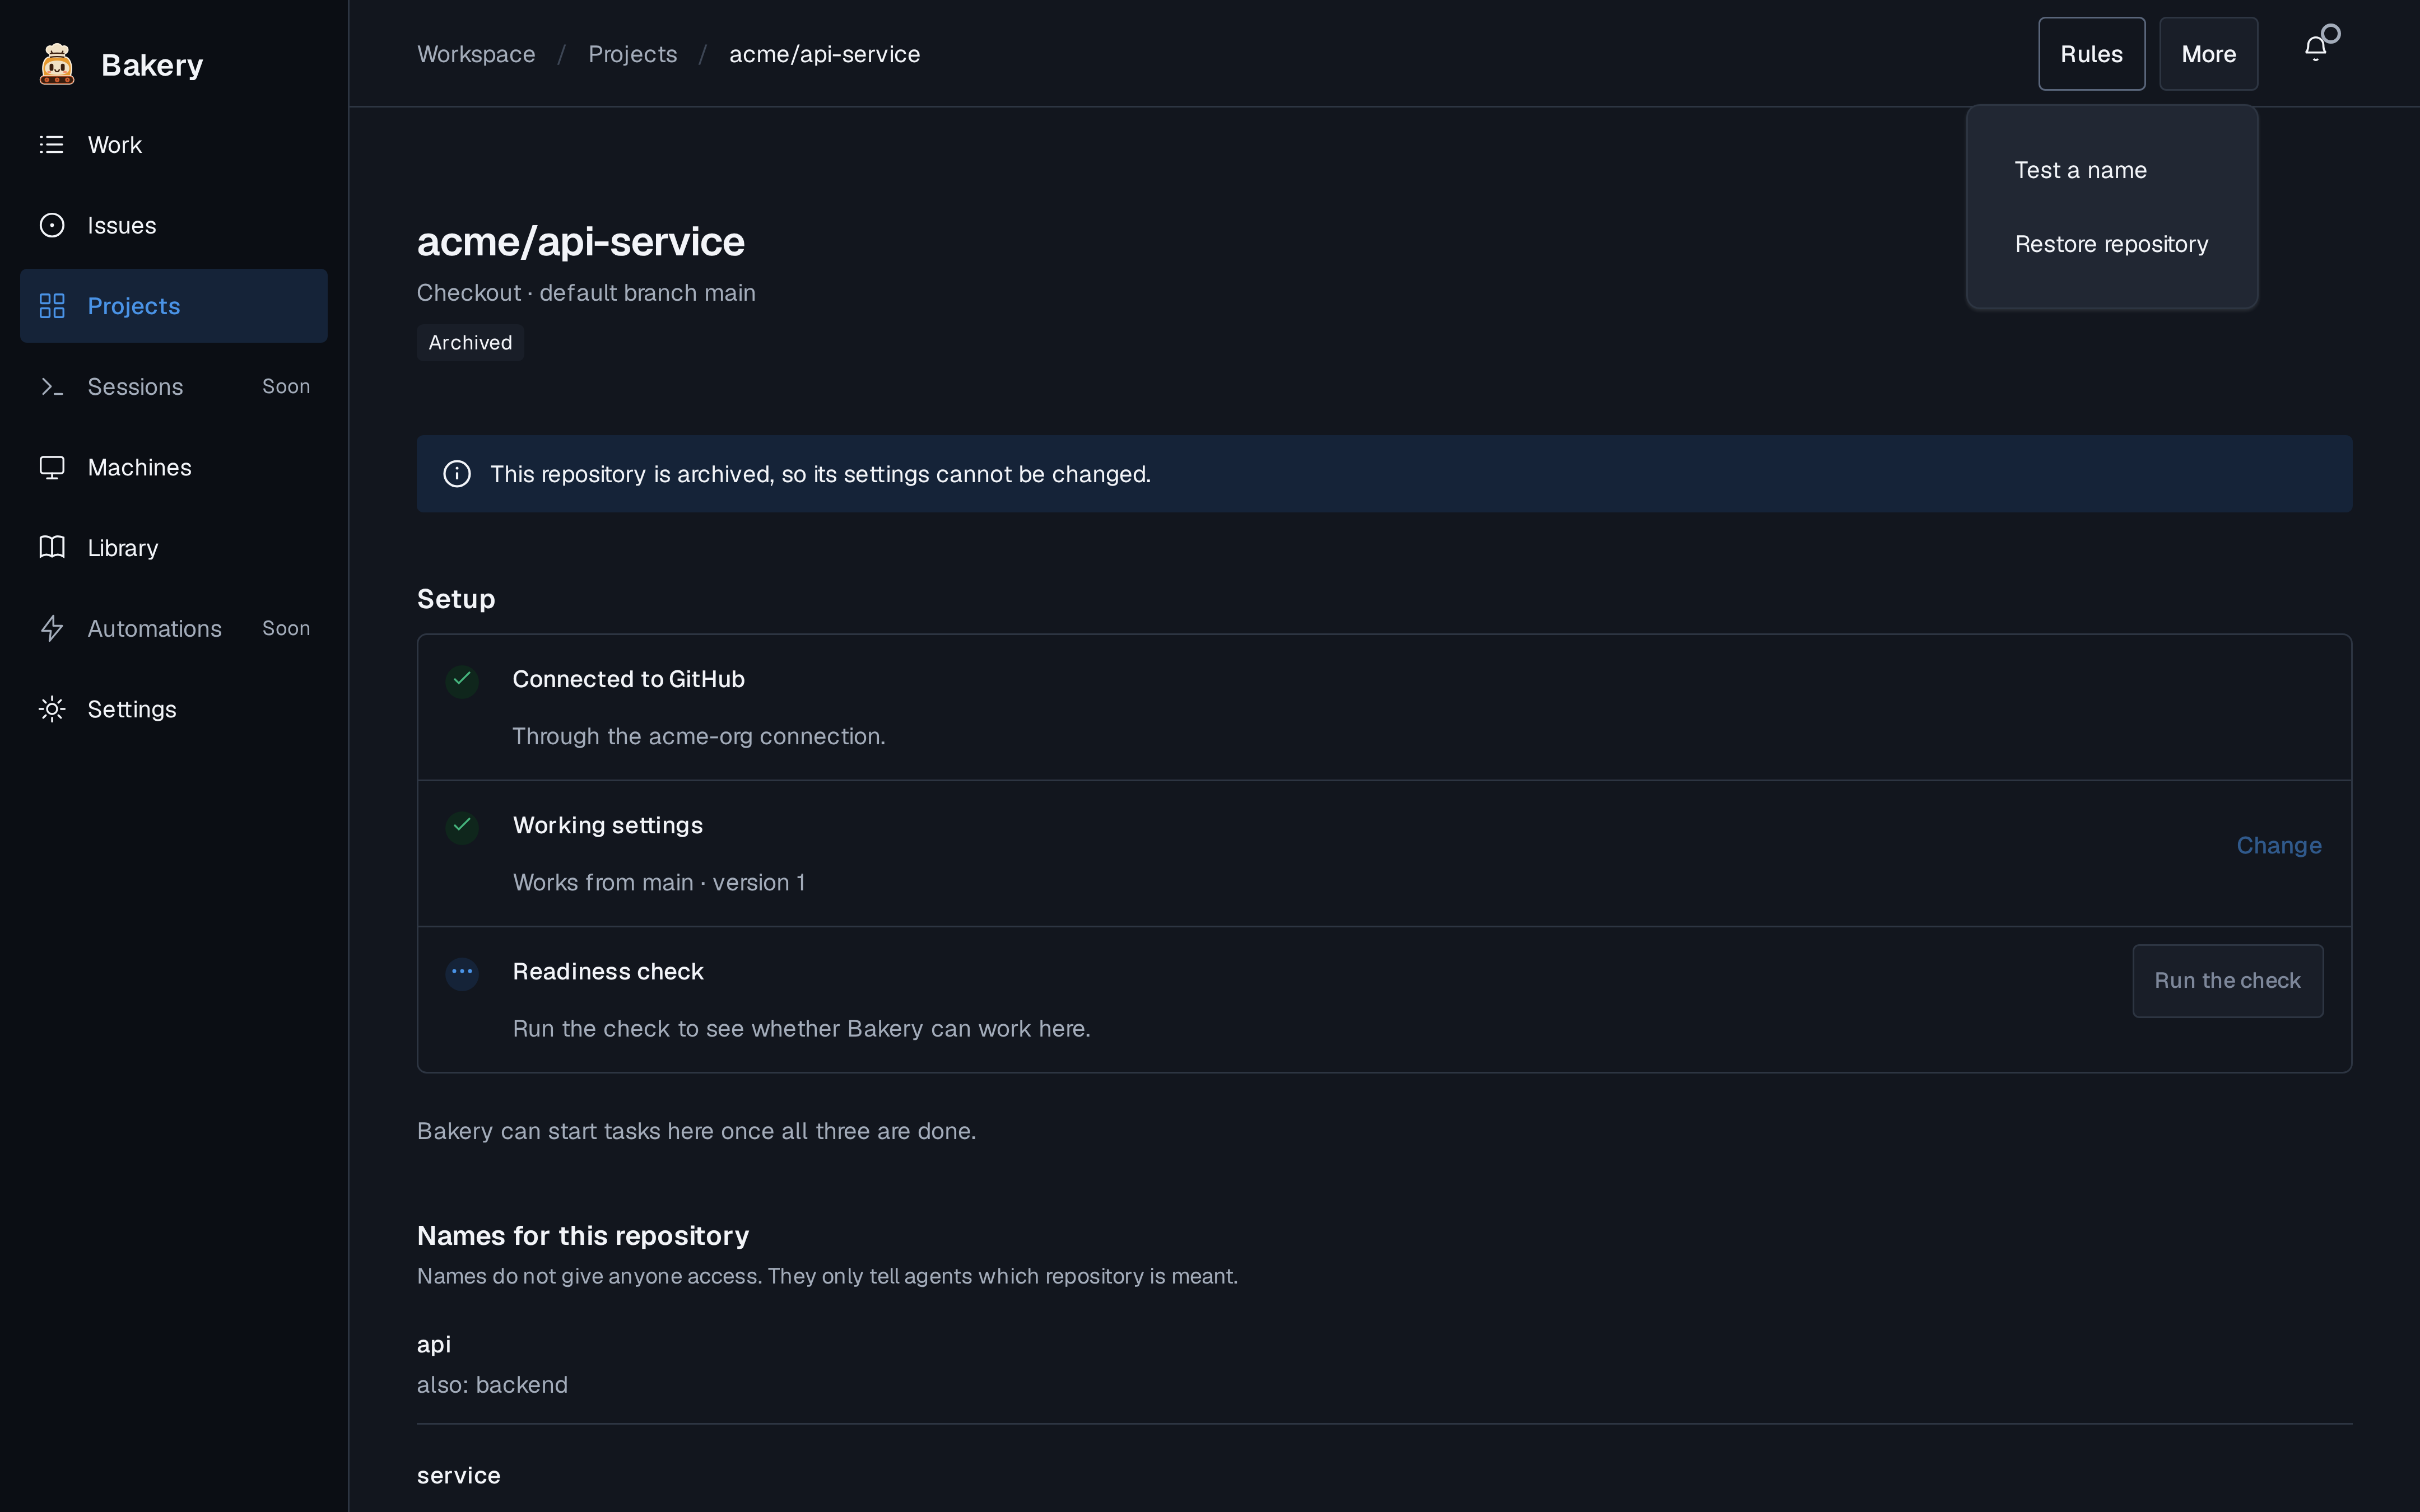 Bakery
Work
Issues
Projects
Sessions Soon
Machines
Library
Automations Soon
Settings
Workspace / Projects / acme/api-service
Rules
More
Test a name
Restore repository
acme/api-service
Checkout · default branch main
Archived
This repository is archived, so its settings cannot be changed.
Setup
Connected to GitHub
Through the acme-org connection.
Working settings
Works from main · version 1
Change
Readiness check
Run the check to see whether Bakery can work here.
Run the check
Bakery can start tasks here once all three are done.
Names for this repository
Names do not give anyone access. They only tell agents which repository is meant.
api
also: backend
service